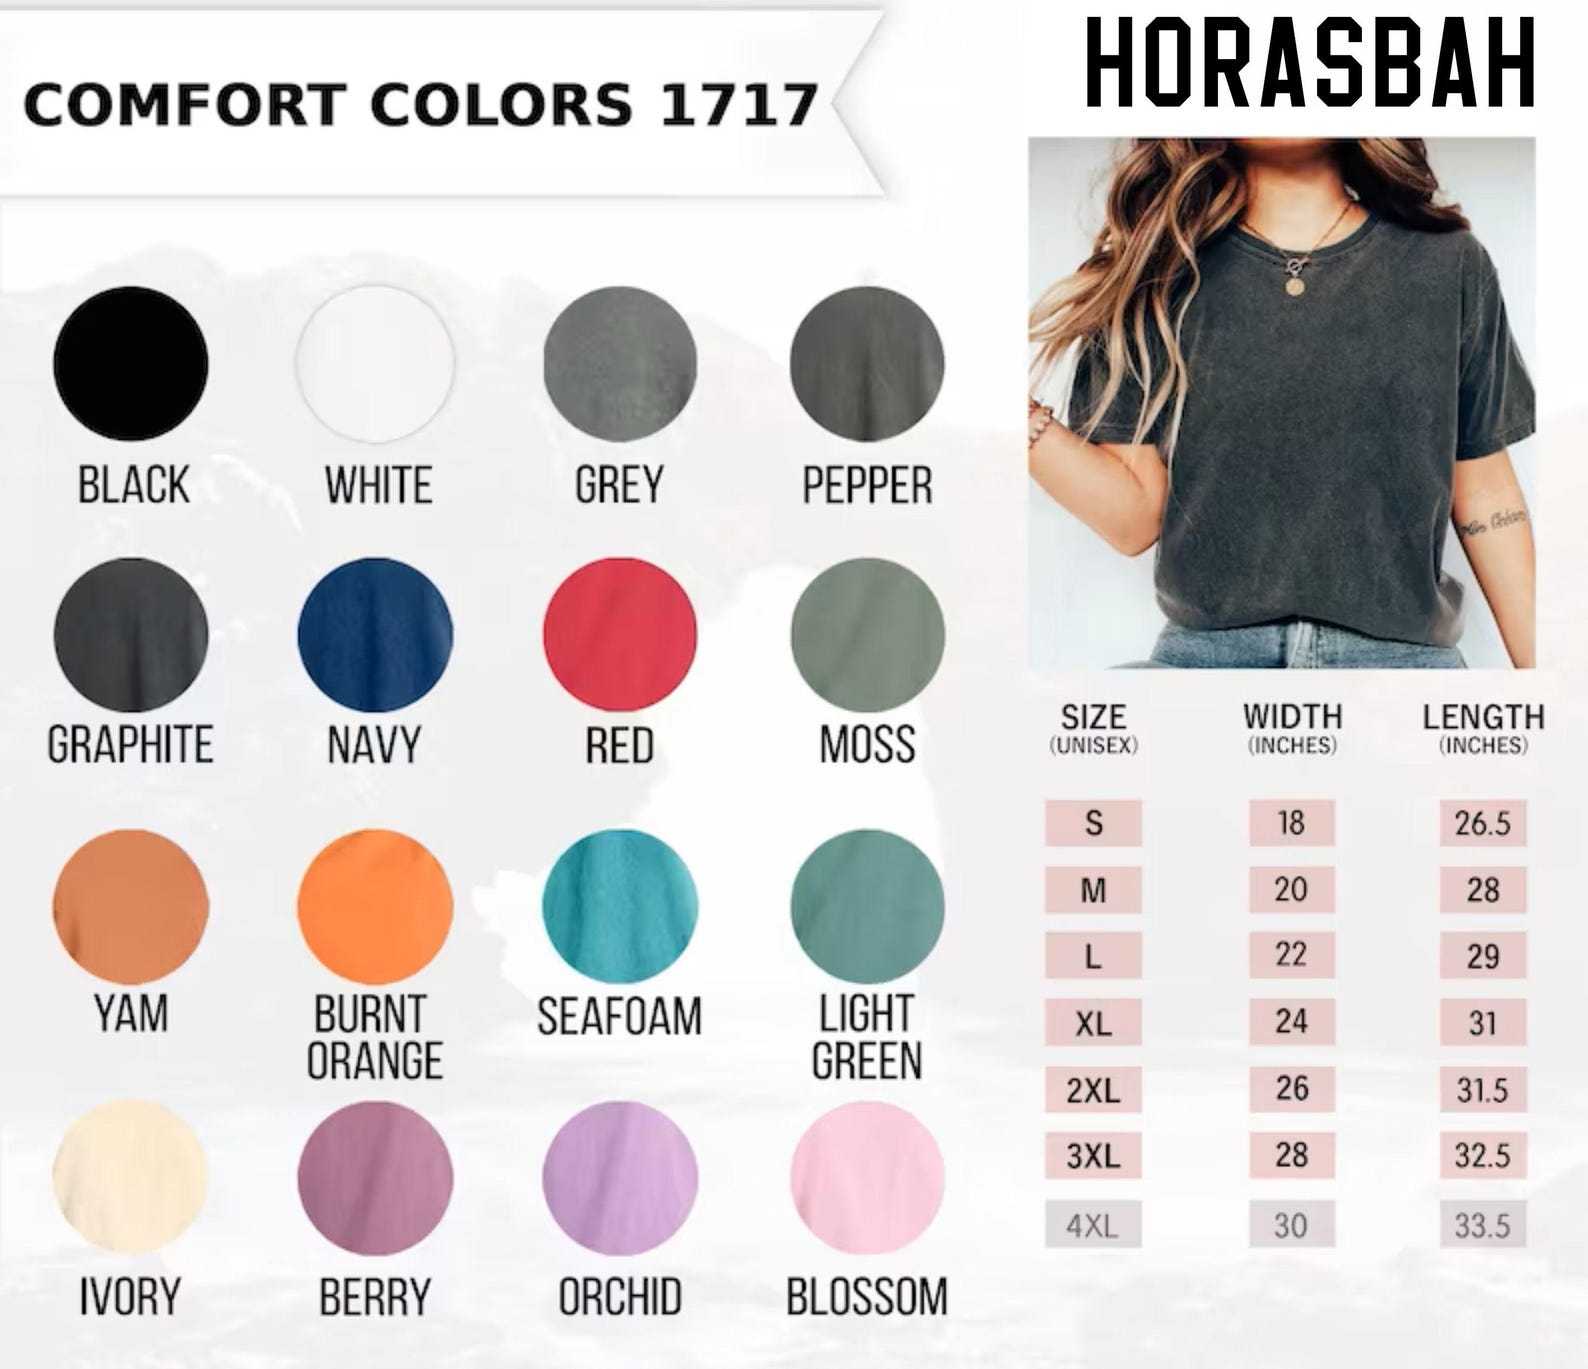 COMFORT COLORS 1717
HORASBAH
BLACK
WHITE
GREY
PEPPER
GRAPHITE
NAVY
RED
MOSS
YAM
BURNT
ORANGE
SEAFOAM
LIGHT
GREEN
IVORY
BERRY
ORCHID
BLOSSOM
SIZE WIDTH LENGTH
(UNISEX) (INCHES) (INCHES)
S 18 26.5
M 20 28
L 22 29
XL 24 31
2XL 26 31.5
3XL 28 32.5
4XL 30 33.5